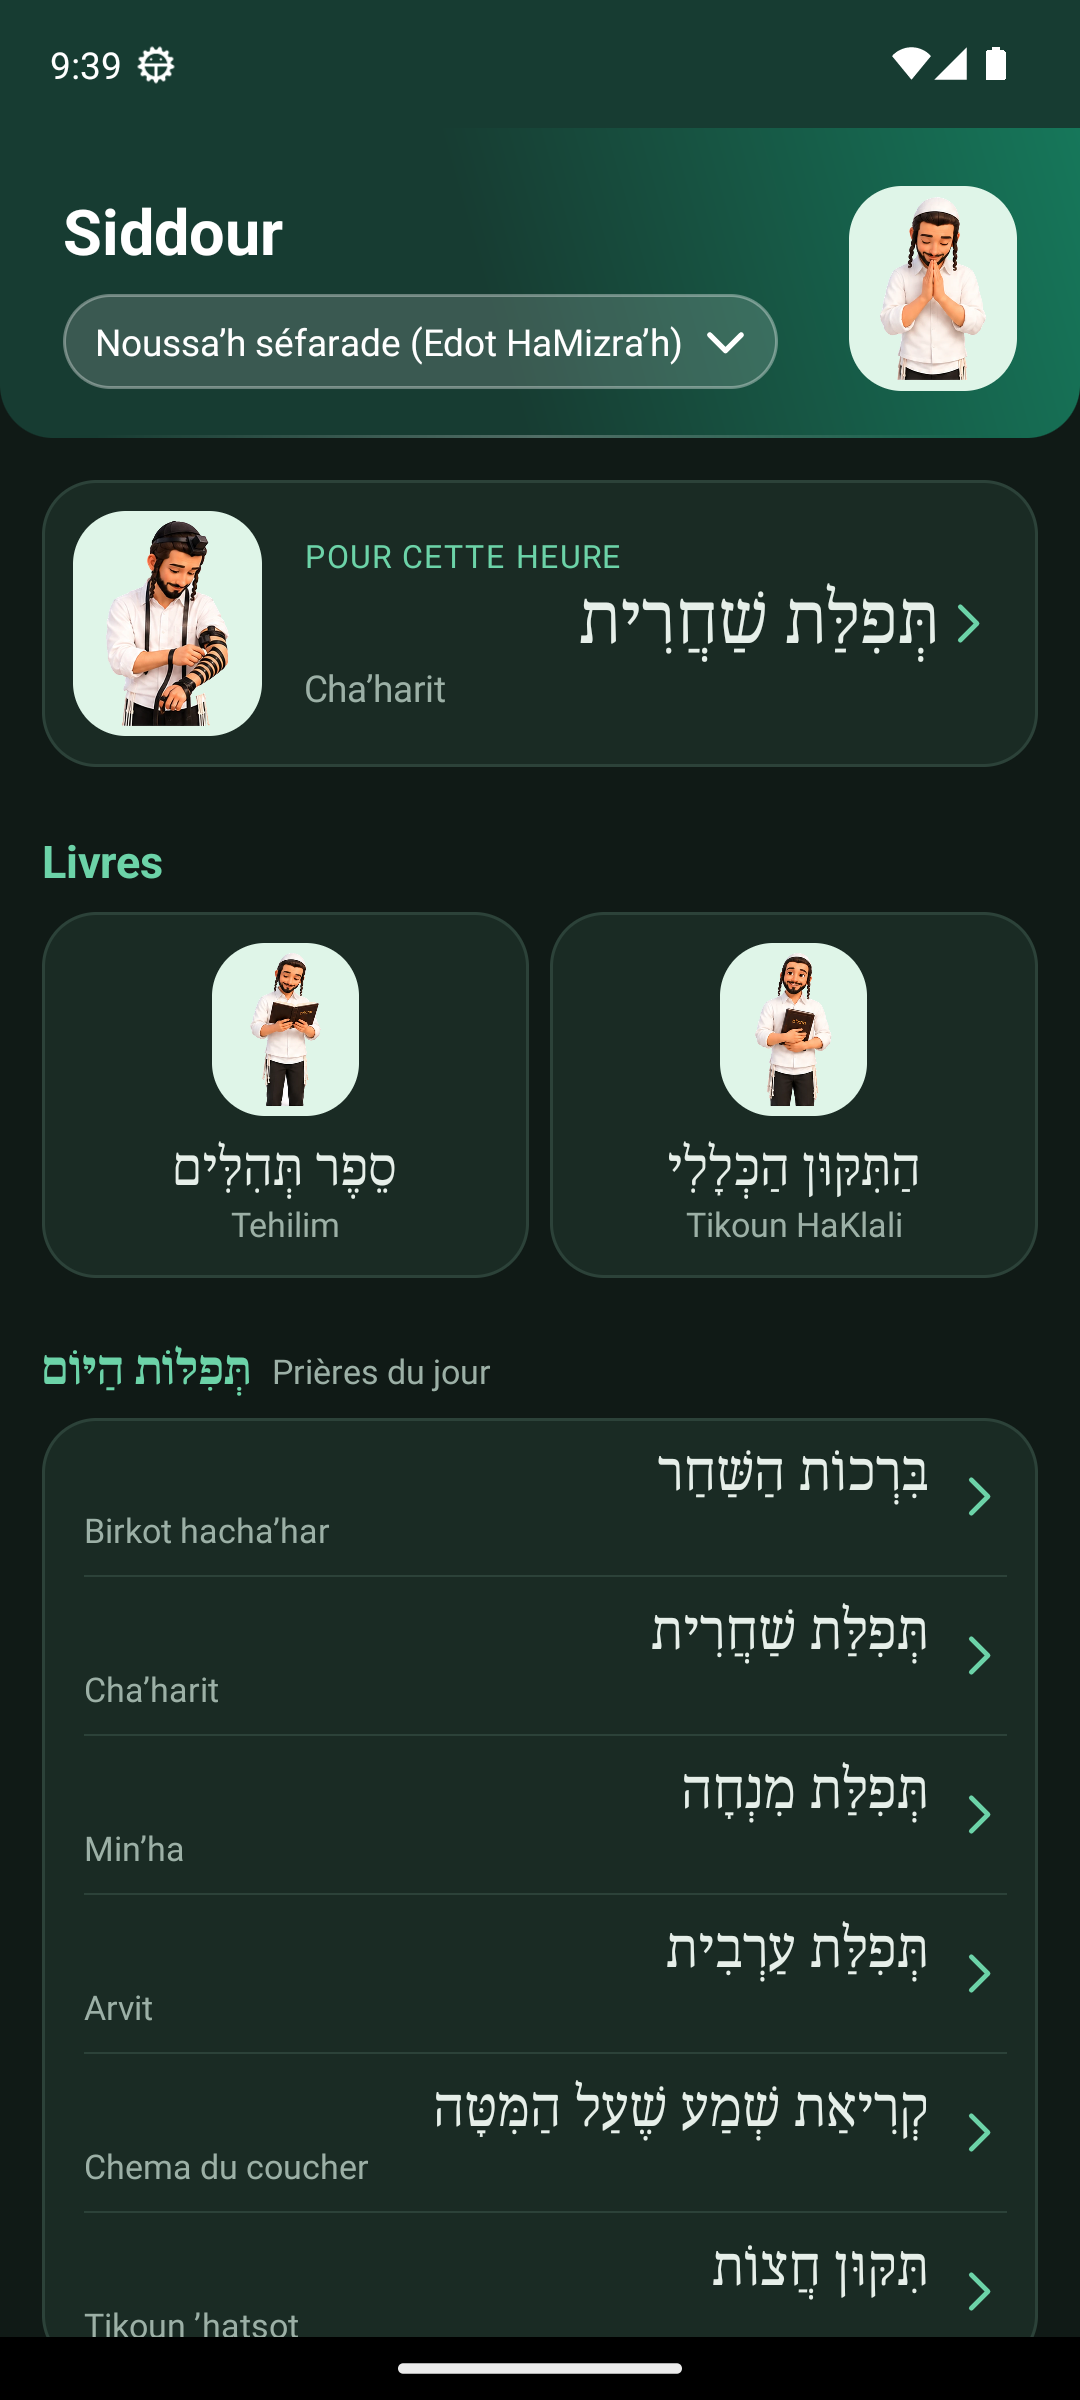 9:39
Siddour
Noussa’h séfarade (Edot HaMizra’h)
POUR CETTE HEURE
תְּפִלַּת שַׁחֲרִית
Cha’harit
Livres
סֵפֶר תְּהִלִּים
Tehilim
הַתִּקּוּן הַכְּלָלִי
Tikoun HaKlali
תְּפִלּוֹת הַיּוֹם Prières du jour
בִּרְכוֹת הַשַּׁחַר
Birkot hacha’har
תְּפִלַּת שַׁחֲרִית
Cha’harit
תְּפִלַּת מִנְחָה
Min’ha
תְּפִלַּת עַרְבִית
Arvit
קְרִיאַת שְׁמַע שֶׁעַל הַמִּטָּה
Chema du coucher
תִּקּוּן חֲצוֹת
Tikoun ’hatsot